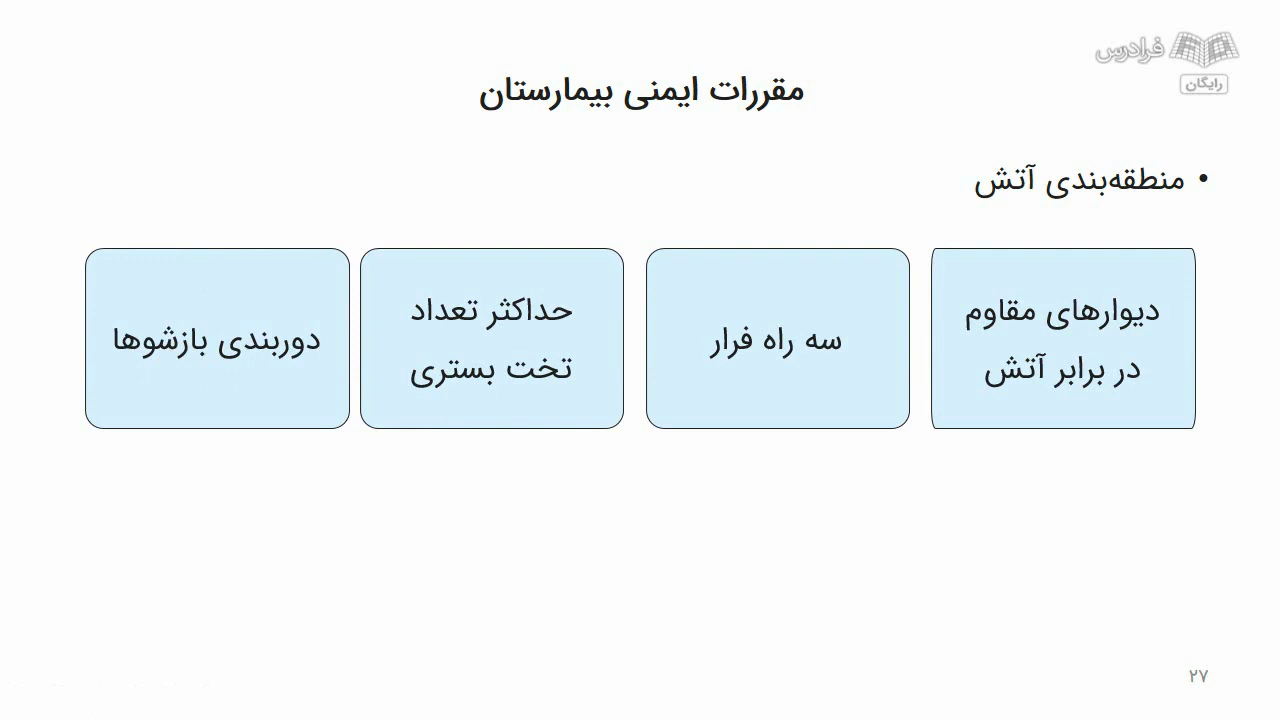 فرادرس
رایگان
مقررات ایمنی بیمارستان
• منطقه‌بندی آتش
دیوارهای مقاوم
در برابر آتش
سه راه فرار
حداکثر تعداد
تخت بستری
دوربندی بازشوها
۲۷